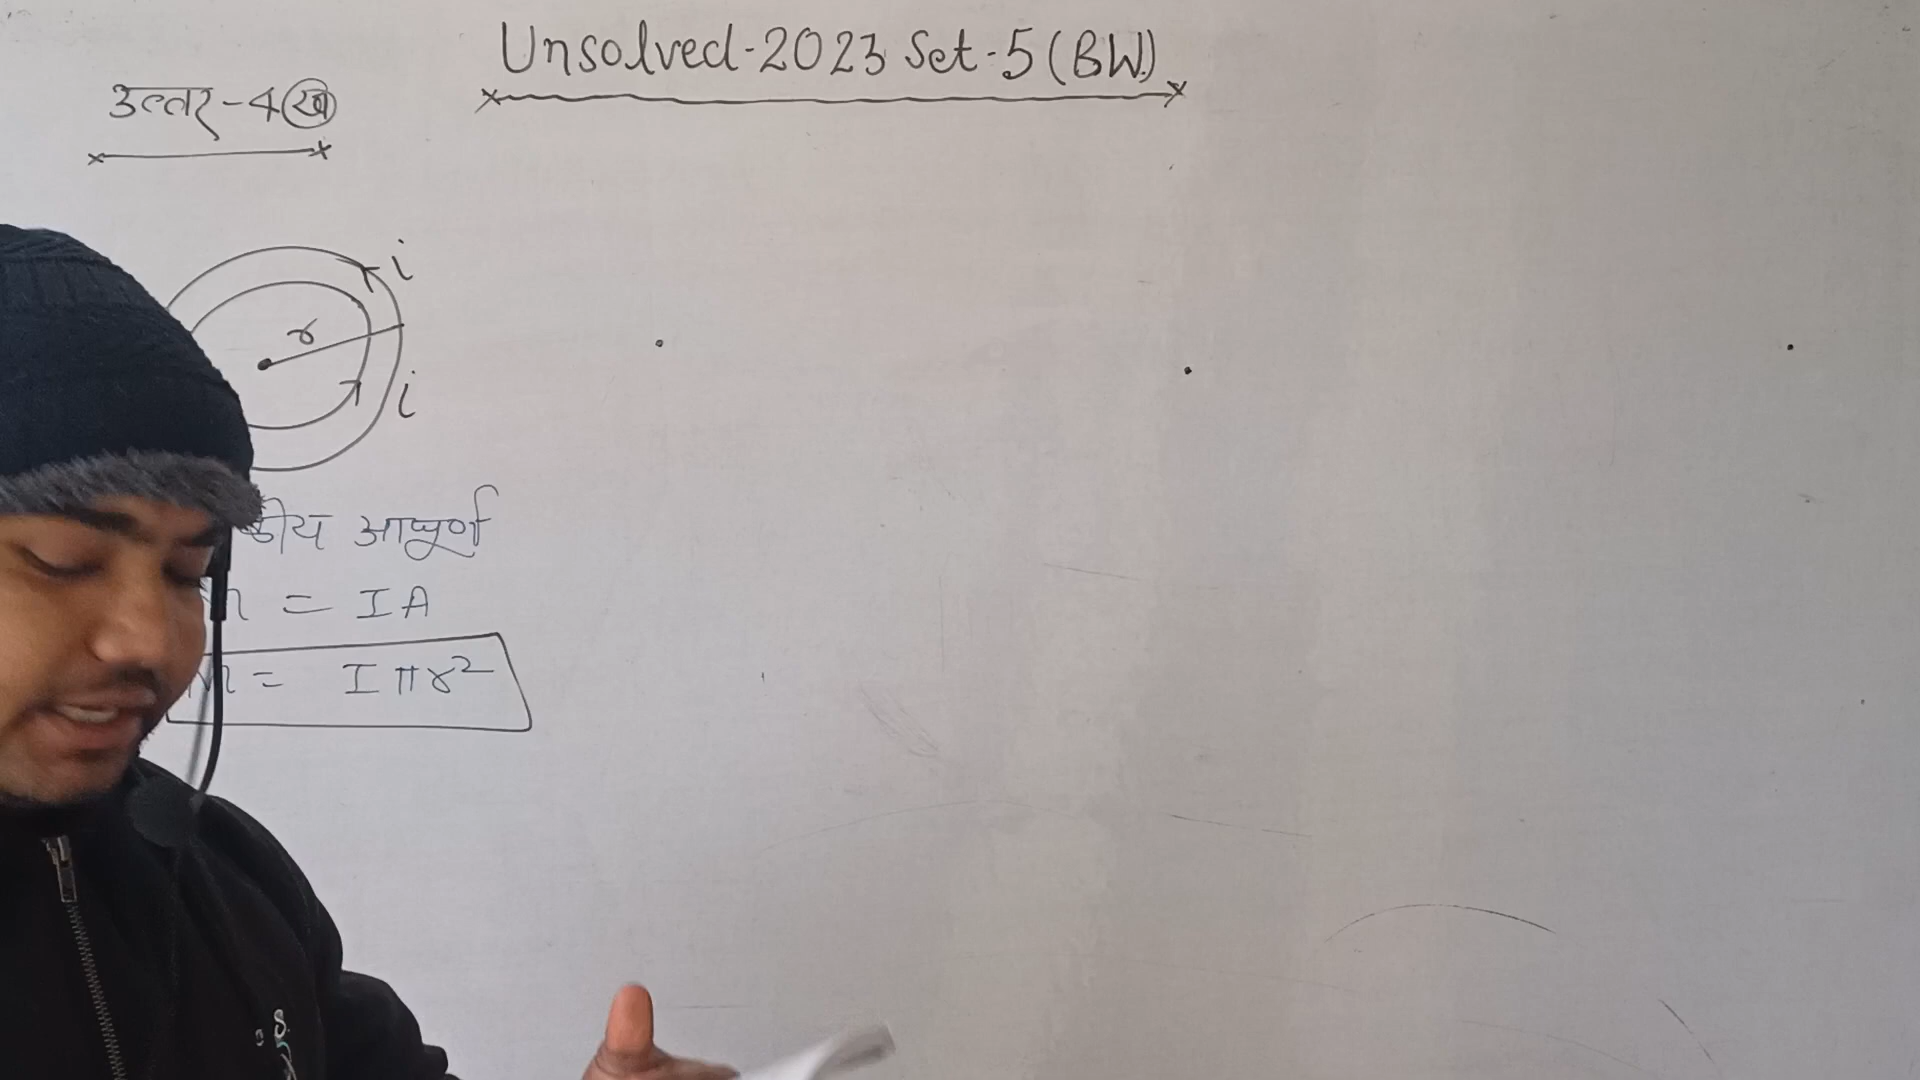 Unsolved-2023 Set-5 (BW)
उत्तर-4 (ख)
i
r
i
आघूर्ण
= IA
= Iπr²